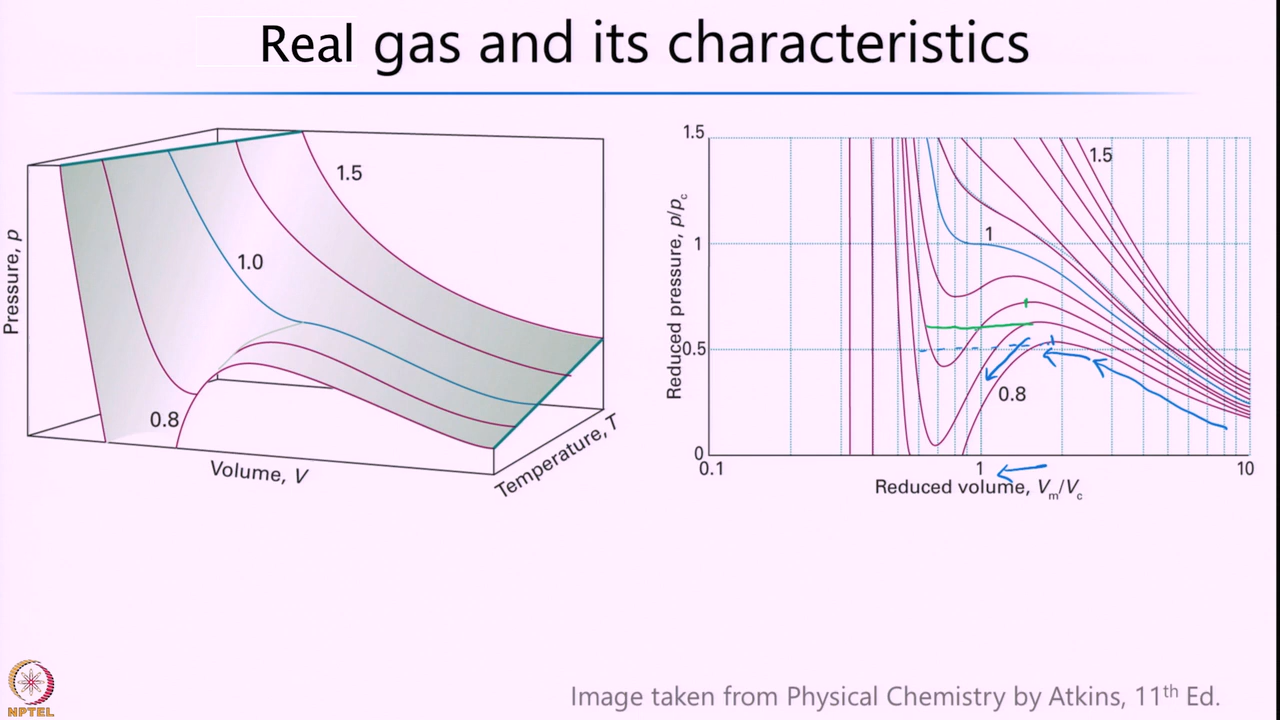 Real gas and its characteristics
Pressure, p
1.5
1.0
0.8
Volume, V
Temperature, T
Reduced pressure, p/pc
1.5
1
0.5
0
1.5
1
0.8
0.1
1
10
Reduced volume, Vm/Vc
NPTEL
Image taken from Physical Chemistry by Atkins, 11th Ed.